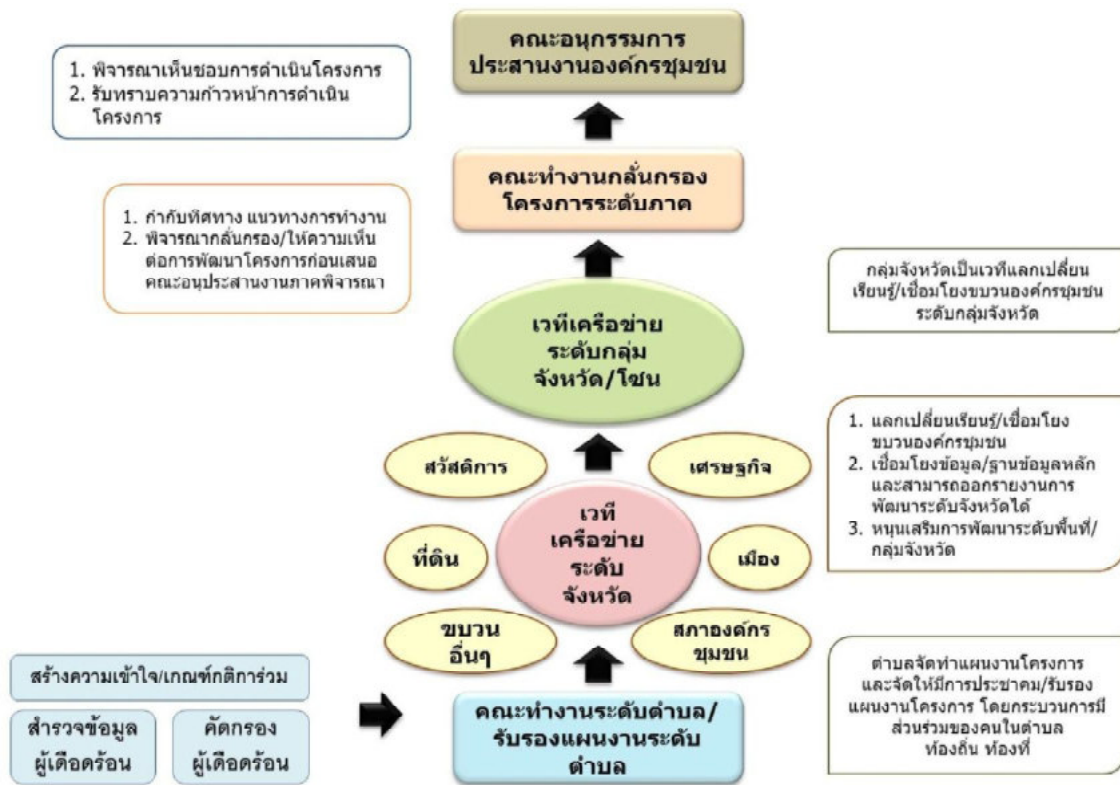 คณะอนุกรรมการ
ประสานงานองค์กรชุมชน
1. พิจารณาเห็นชอบการดำเนินโครงการ
2. รับทราบความก้าวหน้าการดำเนิน
โครงการ
คณะทำงานกลั่นกรอง
โครงการระดับภาค
1. กำกับทิศทาง แนวทางการทำงาน
2. พิจารณากลั่นกรอง/ให้ความเห็น
ต่อการพัฒนาโครงการก่อนเสนอ
คณะอนุประสานงานภาคพิจารณา
เวทีเครือข่าย
ระดับกลุ่ม
จังหวัด/โซน
กลุ่มจังหวัดเป็นเวทีแลกเปลี่ยน
เรียนรู้/เชื่อมโยงขบวนองค์กรชุมชน
ระดับกลุ่มจังหวัด
สวัสดิการ
เศรษฐกิจ
ที่ดิน
เวที
เครือข่าย
ระดับ
จังหวัด
เมือง
ขบวน
อื่นๆ
สภาองค์กร
ชุมชน
1. แลกเปลี่ยนเรียนรู้/เชื่อมโยง
ขบวนองค์กรชุมชน
2. เชื่อมโยงข้อมูล/ฐานข้อมูลหลัก
และสามารถออกรายงานการ
พัฒนาระดับจังหวัดได้
3. หนุนเสริมการพัฒนาระดับพื้นที่/
กลุ่มจังหวัด
สร้างความเข้าใจ/เกณฑ์กติการ่วม
สำรวจข้อมูล
ผู้เดือดร้อน
คัดกรอง
ผู้เดือดร้อน
คณะทำงานระดับตำบล/
รับรองแผนงานระดับ
ตำบล
ตำบลจัดทำแผนงานโครงการ
และจัดให้มีการประชาคม/รับรอง
แผนงานโครงการ โดยกระบวนการมี
ส่วนร่วมของคนในตำบล
ท้องถิ่น ท้องที่